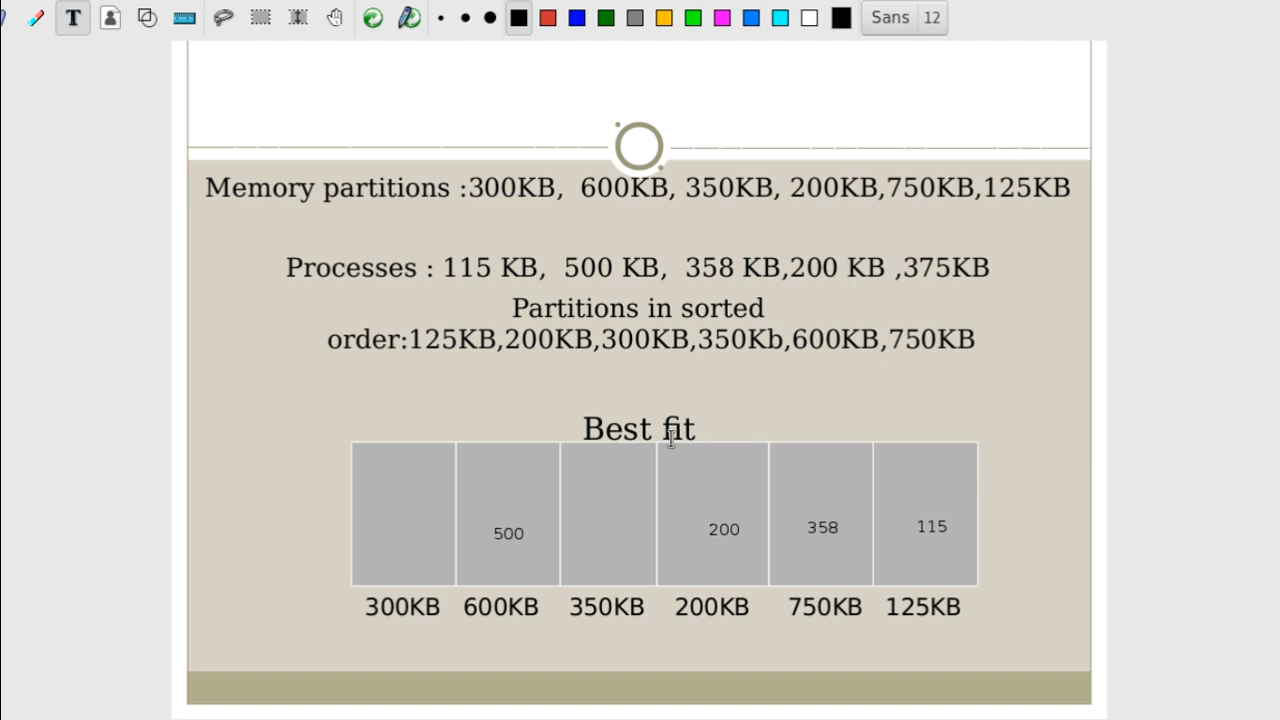 Sans 12
Memory partitions :300KB, 600KB, 350KB, 200KB,750KB,125KB
Processes : 115 KB, 500 KB, 358 KB,200 KB ,375KB
Partitions in sorted
order:125KB,200KB,300KB,350Kb,600KB,750KB
Best fit
500 200 358 115
300KB 600KB 350KB 200KB 750KB 125KB